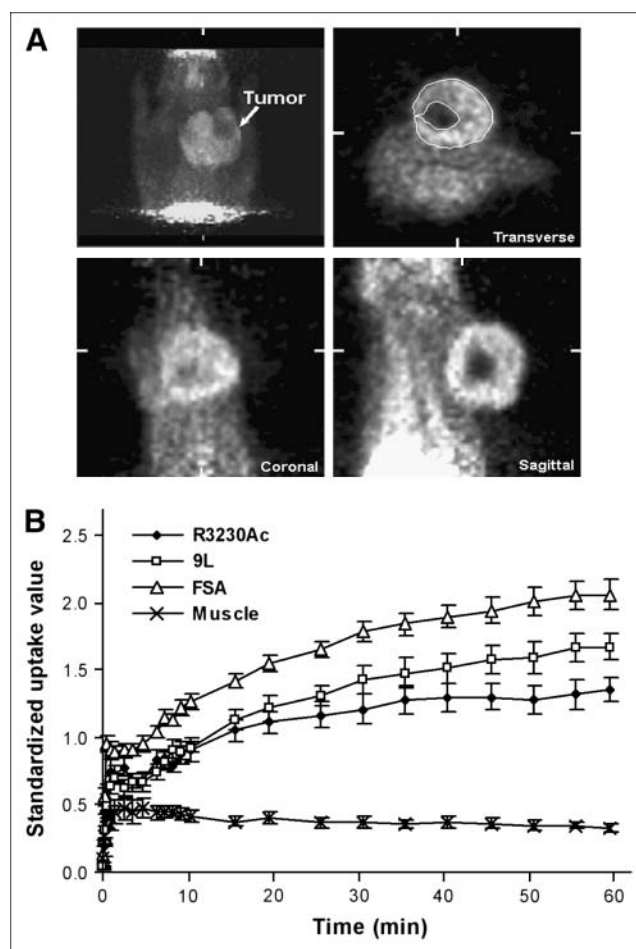 A
Tumor
Transverse
Coronal
Sagittal
B
R3230Ac
9L
FSA
Muscle
Standardized uptake value
2.5
2.0
1.5
1.0
0.5
0.0
0 10 20 30 40 50 60
Time (min)